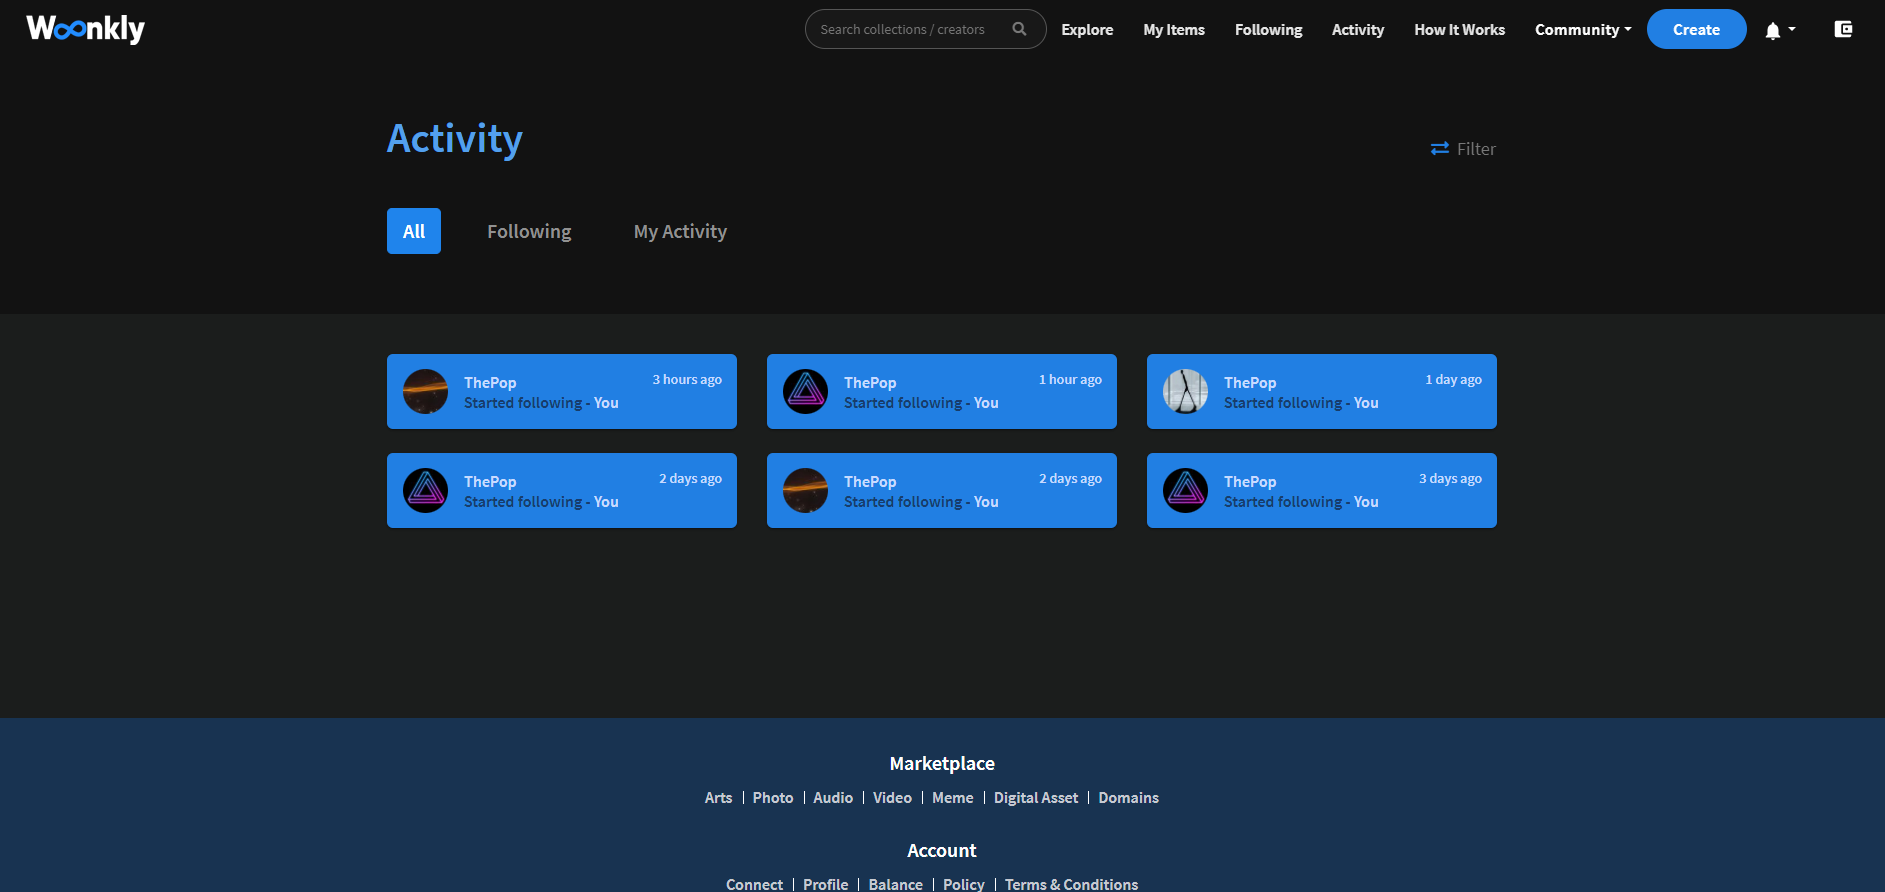 Woonkly
Search collections / creators
Explore
My Items
Following
Activity
How It Works
Community
Create
Activity
Filter
All
Following
My Activity
ThePop
3 hours ago
Started following - You
ThePop
1 hour ago
Started following - You
ThePop
1 day ago
Started following - You
ThePop
2 days ago
Started following - You
ThePop
2 days ago
Started following - You
ThePop
3 days ago
Started following - You
Marketplace
Arts | Photo | Audio | Video | Meme | Digital Asset | Domains
Account
Connect | Profile | Balance | Policy | Terms & Conditions